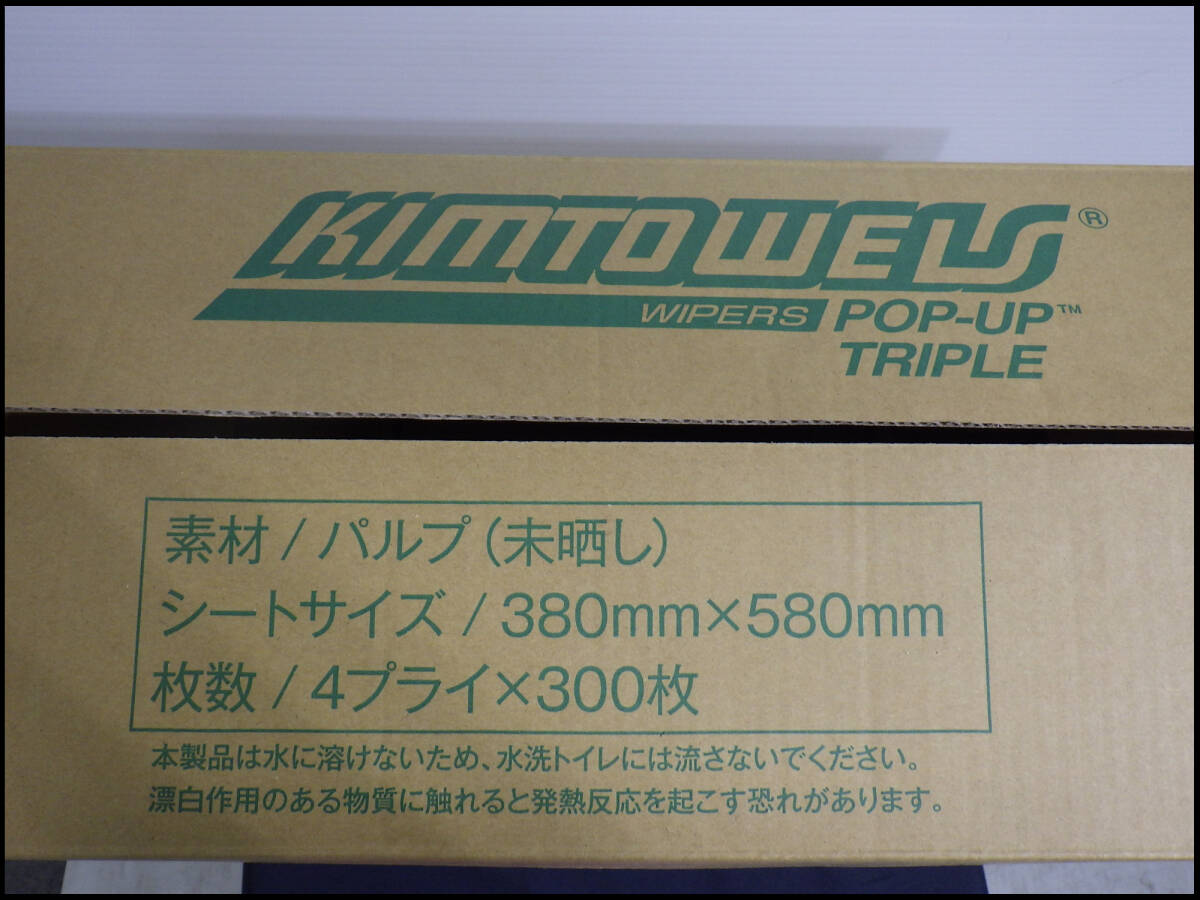 KIMTOWELS®
WIPERS POP-UP™
TRIPLE
素材 / パルプ（未晒し）
シートサイズ / 380mm×580mm
枚数 / 4プライ×300枚
本製品は水に溶けないため、水洗トイレには流さないでください。
漂白作用のある物質に触れると発熱反応を起こす恐れがあります。